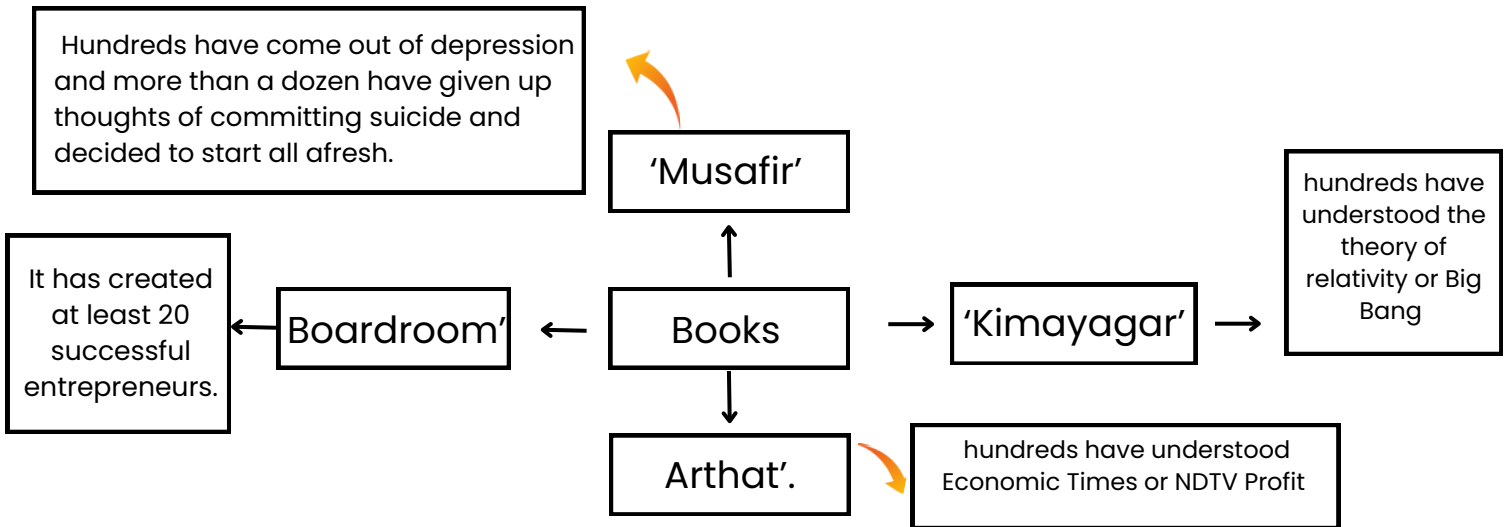 Hundreds have come out of depression
and more than a dozen have given up
thoughts of committing suicide and
decided to start all afresh.
‘Musafir’
hundreds have
understood the
theory of
relativity or Big
Bang
It has created
at least 20
successful
entrepreneurs.
Boardroom’
Books
‘Kimayagar’
Arthat’.
hundreds have understood
Economic Times or NDTV Profit